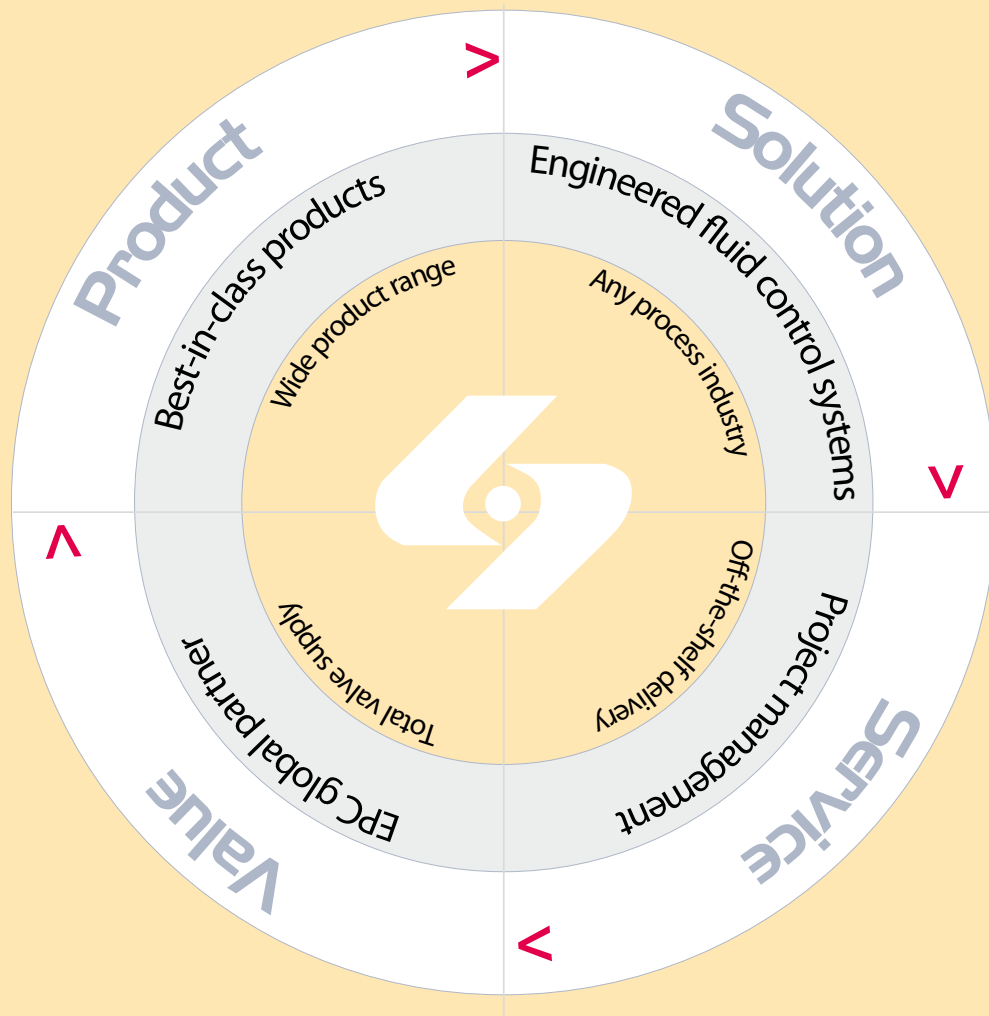 Product
Best-in-class products
Wide product range
>
Solution
Engineered fluid control systems
Any process industry
>
Service
Project management
Off-the-shelf delivery
>
Value
EPC global partner
Total valve supply
>